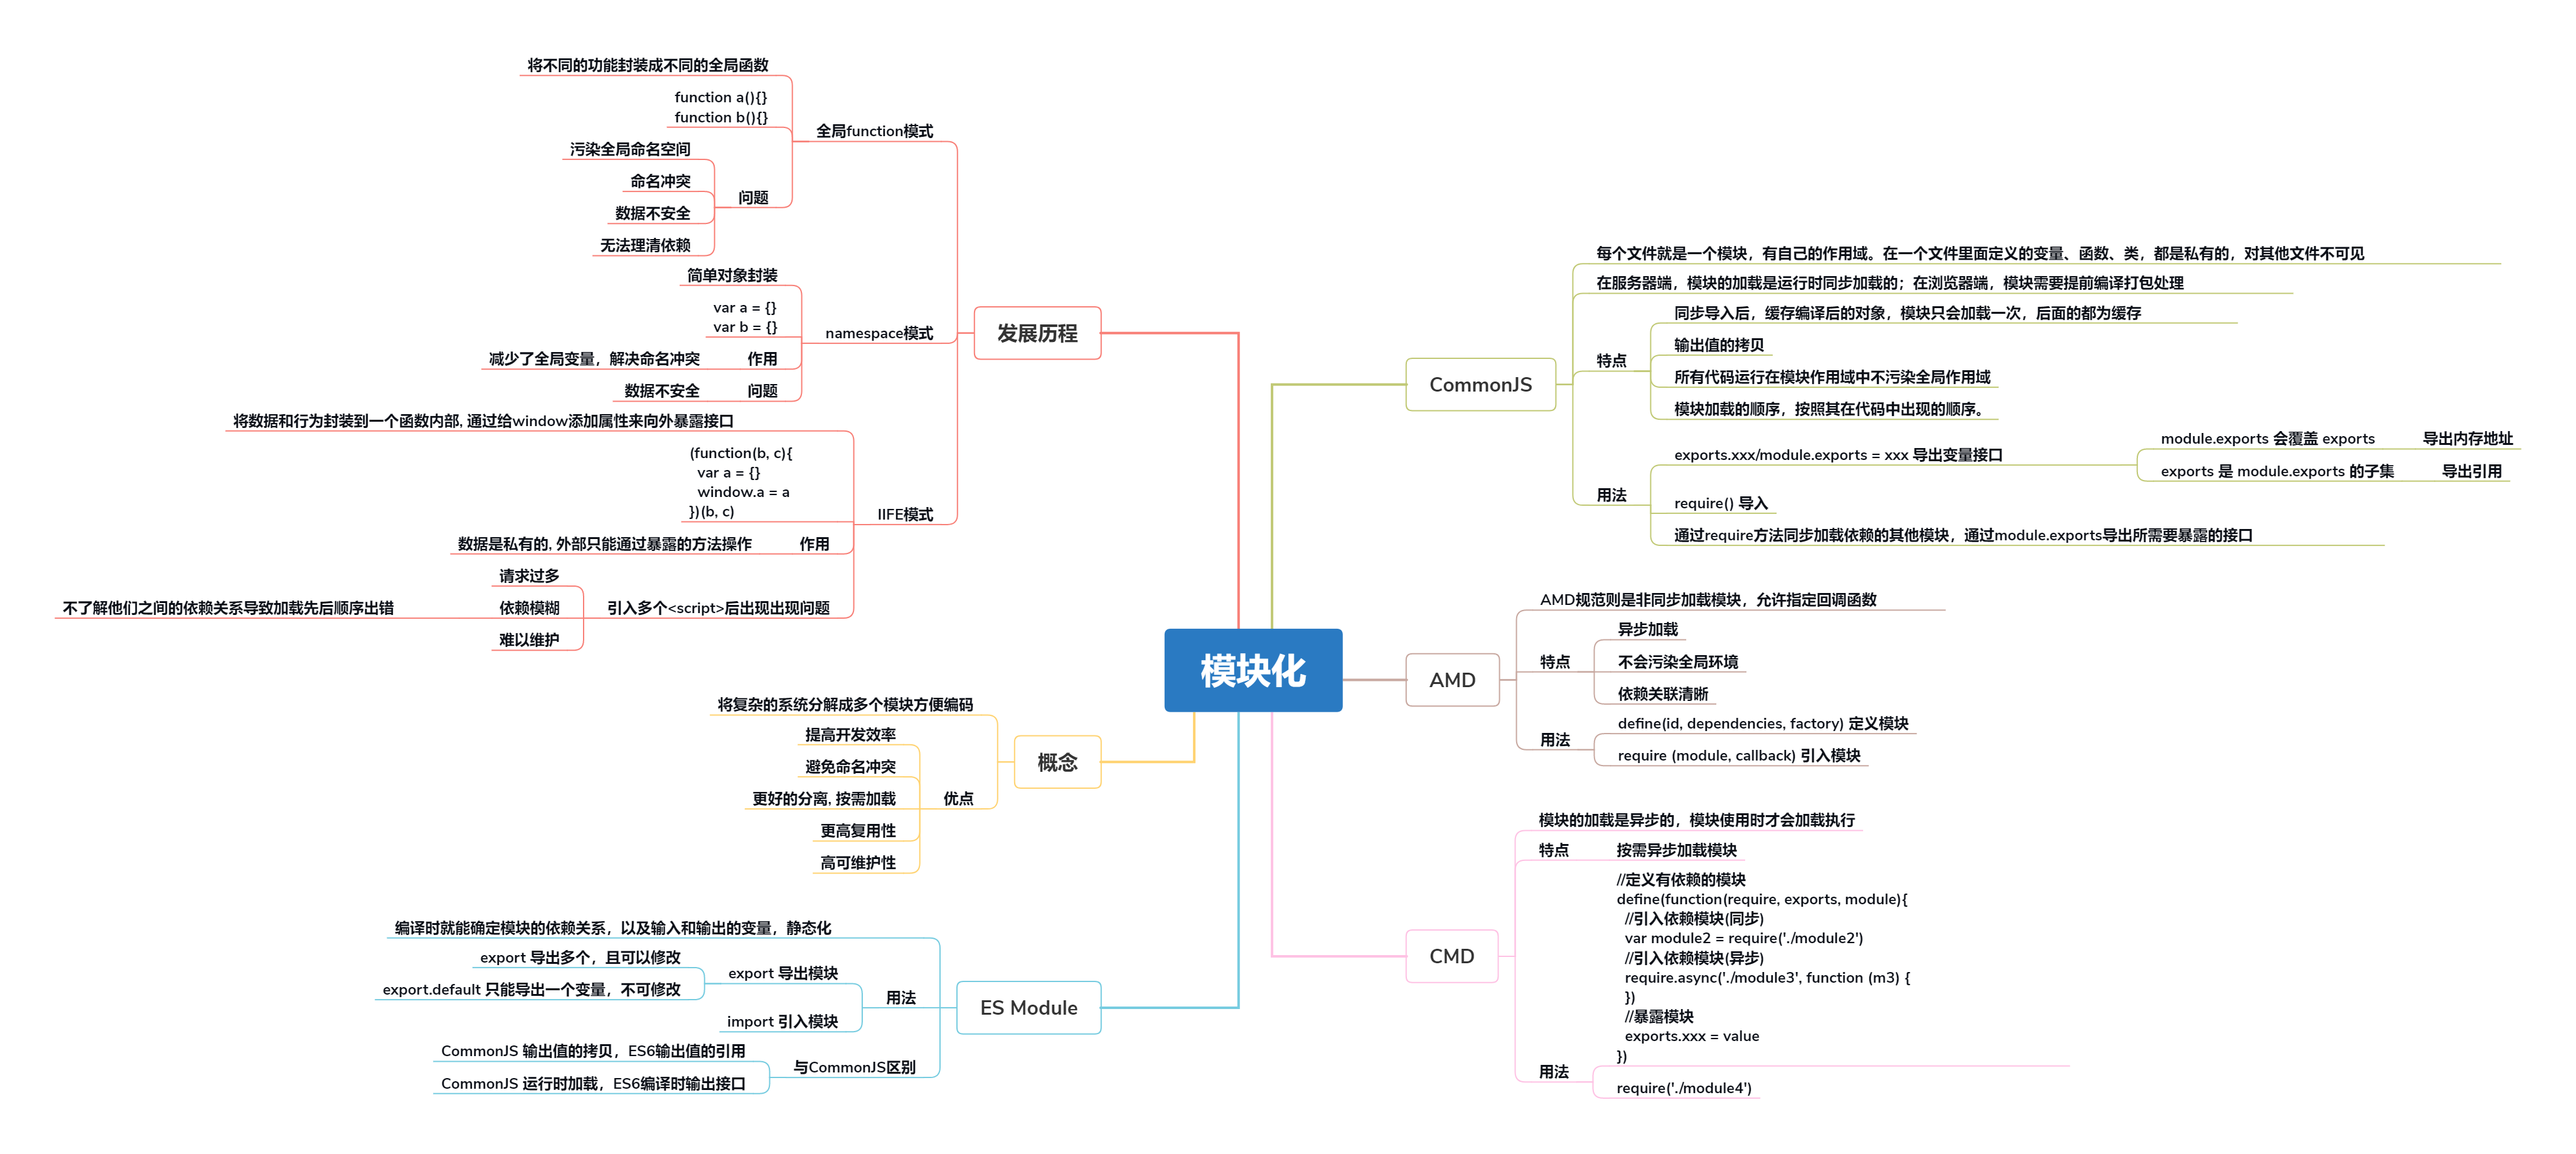 模块化
发展历程
全局function模式
将不同的功能封装成不同的全局函数
function a(){}
function b(){}
问题
污染全局命名空间
命名冲突
数据不安全
无法理清依赖
namespace模式
简单对象封装
var a = {}
var b = {}
作用
减少了全局变量，解决命名冲突
问题
数据不安全
IIFE模式
将数据和行为封装到一个函数内部, 通过给window添加属性来向外暴露接口
(function(b, c){
var a = {}
window.a = a
})(b, c)
作用
数据是私有的, 外部只能通过暴露的方法操作
引入多个<script>后出现出现问题
请求过多
依赖模糊
不了解他们之间的依赖关系导致加载先后顺序出错
难以维护
概念
将复杂的系统分解成多个模块方便编码
优点
提高开发效率
避免命名冲突
更好的分离, 按需加载
更高复用性
高可维护性
ES Module
编译时就能确定模块的依赖关系，以及输入和输出的变量，静态化
用法
export 导出模块
export 导出多个，且可以修改
export.default 只能导出一个变量，不可修改
import 引入模块
与CommonJS区别
CommonJS 输出值的拷贝，ES6输出值的引用
CommonJS 运行时加载，ES6编译时输出接口
CommonJS
每个文件就是一个模块，有自己的作用域。在一个文件里面定义的变量、函数、类，都是私有的，对其他文件不可见
在服务器端，模块的加载是运行时同步加载的；在浏览器端，模块需要提前编译打包处理
特点
同步导入后，缓存编译后的对象，模块只会加载一次，后面的都为缓存
输出值的拷贝
所有代码运行在模块作用域中不污染全局作用域
模块加载的顺序，按照其在代码中出现的顺序。
用法
exports.xxx/module.exports = xxx 导出变量接口
module.exports 会覆盖 exports
导出内存地址
exports 是 module.exports 的子集
导出引用
require() 导入
通过require方法同步加载依赖的其他模块，通过module.exports导出所需要暴露的接口
AMD
AMD规范则是非同步加载模块，允许指定回调函数
特点
异步加载
不会污染全局环境
依赖关联清晰
用法
define(id, dependencies, factory) 定义模块
require (module, callback) 引入模块
CMD
模块的加载是异步的，模块使用时才会加载执行
特点
按需异步加载模块
用法
//定义有依赖的模块
define(function(require, exports, module){
//引入依赖模块(同步)
var module2 = require('./module2')
//引入依赖模块(异步)
require.async('./module3', function (m3) {
})
//暴露模块
exports.xxx = value
})
require('./module4')